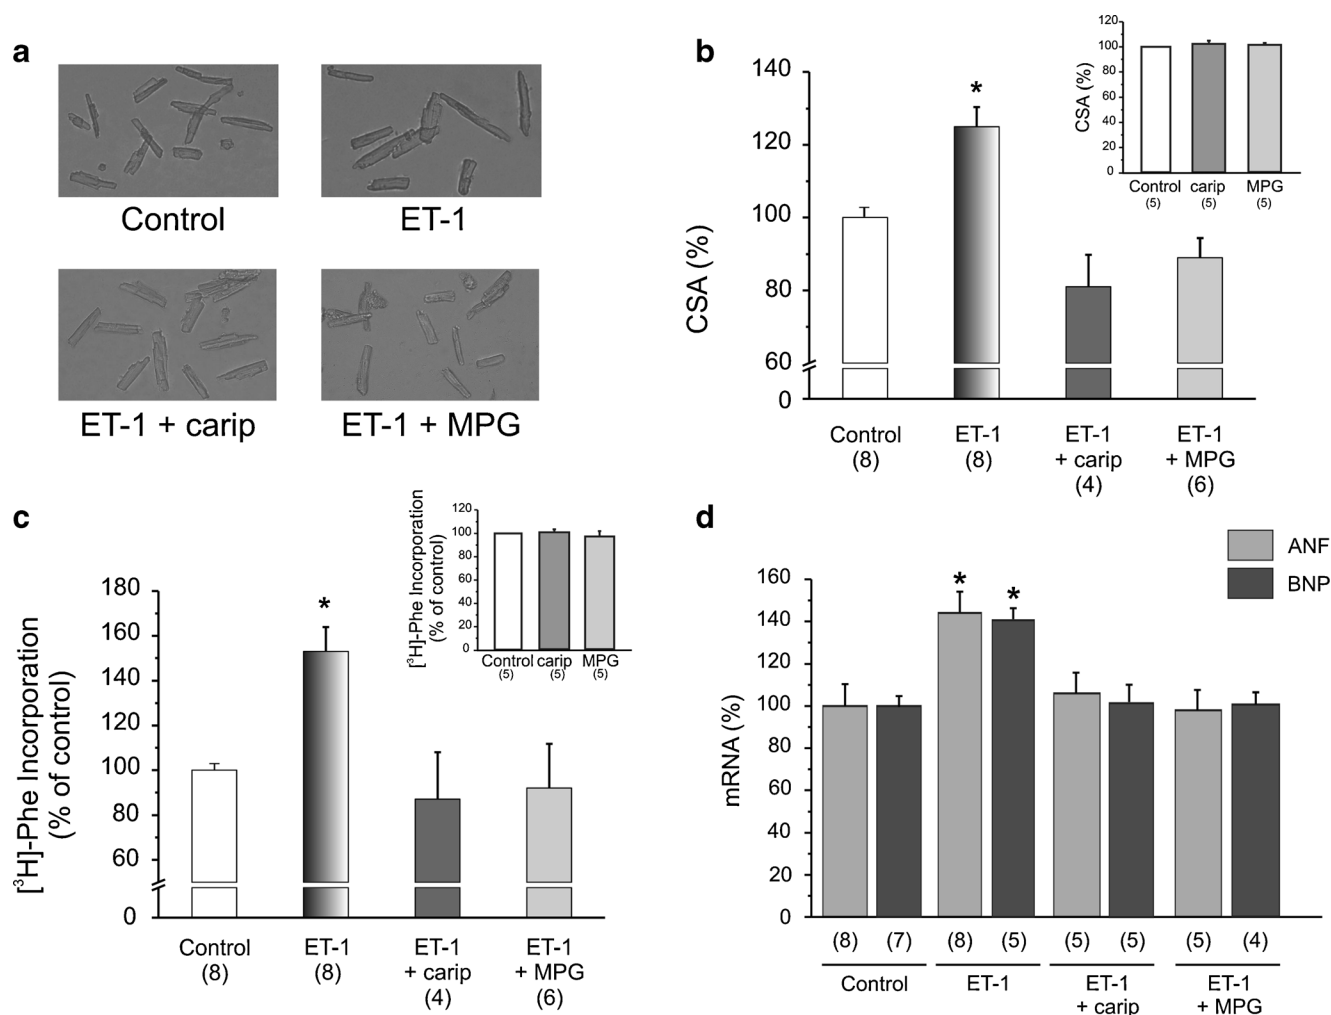 a
Control
ET-1
ET-1 + carip
ET-1 + MPG
b
CSA (%)
140
120
100
80
60
0
*
Control
(8)
ET-1
(8)
ET-1
+ carip
(4)
ET-1
+ MPG
(6)
CSA (%)
120
100
80
60
40
20
0
Control
(5)
carip
(5)
MPG
(5)
c
[³H]-Phe Incorporation
(% of control)
180
160
140
120
100
80
60
0
*
Control
(8)
ET-1
(8)
ET-1
+ carip
(4)
ET-1
+ MPG
(6)
[³H]-Phe Incorporation
(% of control)
120
100
80
60
40
20
0
Control
(5)
carip
(5)
MPG
(5)
d
ANF
BNP
mRNA (%)
160
140
120
100
80
60
40
20
0
* *
(8) (7) (8) (5) (5) (5) (5) (4)
Control
ET-1
ET-1
+ carip
ET-1
+ MPG